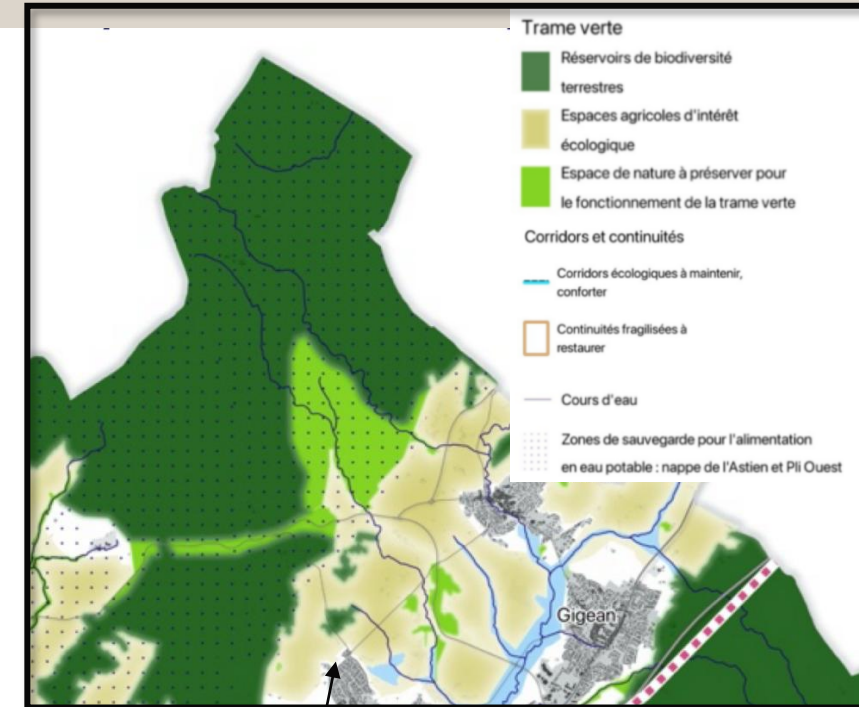 Trame verte
Réservoirs de biodiversité
terrestres
Espaces agricoles d'intérêt
écologique
Espace de nature à préserver pour
le fonctionnement de la trame verte
Corridors et continuités
Corridors écologiques à maintenir,
conforter
Continuités fragilisées à
restaurer
Cours d'eau
Zones de sauvegarde pour l'alimentation
en eau potable : nappe de l'Astien et Pli Ouest
Gigean